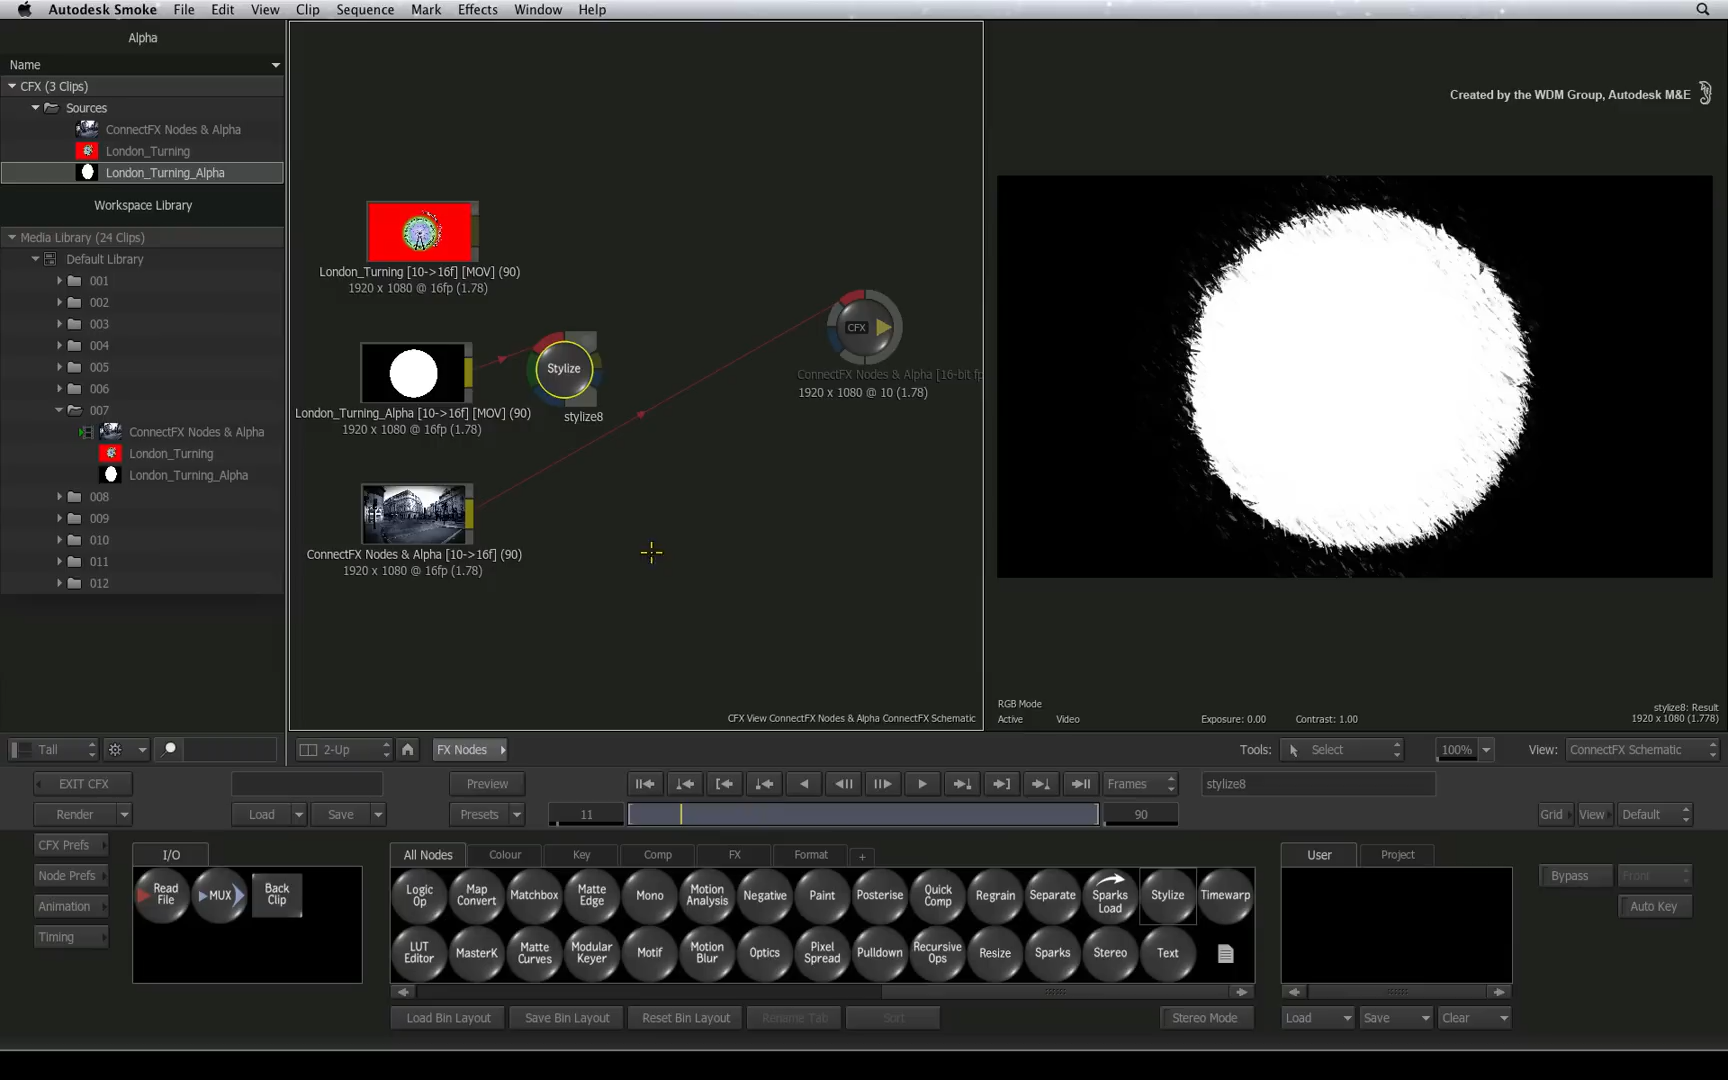 Autodesk Smoke File Edit View Clip Sequence Mark Effects Window Help
Alpha
Name
CFX (3 Clips)
Sources
ConnectFX Nodes & Alpha
London_Turning
London_Turning_Alpha
Workspace Library
Media Library (24 Clips)
Default Library
001
002
003
004
005
006
007
ConnectFX Nodes & Alpha
London_Turning
London_Turning_Alpha
008
009
010
011
012
London_Turning [10->16f] [MOV] (90)
1920 x 1080 @ 16fp (1.78)
Stylize
stylize8
London_Turning_Alpha [10->16f] [MOV] (90)
1920 x 1080 @ 16fp (1.78)
CFX
ConnectFX Nodes & Alpha [16-bit fp
1920 x 1080 @ 10 (1.78)
ConnectFX Nodes & Alpha [10->16f] (90)
1920 x 1080 @ 16fp (1.78)
CFX View ConnectFX Nodes & Alpha ConnectFX Schematic
Created by the WDM Group, Autodesk M&E
RGB Mode
Active Video Exposure: 0.00 Contrast: 1.00
stylize8: Result
1920 x 1080 (1.778)
Tall 2-Up FX Nodes Tools: Select 100% View: ConnectFX Schematic
EXIT CFX Preview Frames stylize8
Render Load Save Presets 11 90 Grid View Default
CFX Prefs
Node Prefs
Animation
Timing
I/O
Read File
MUX
Back Clip
All Nodes Colour Key Comp FX Format +
Logic Op
Map Convert
Matchbox
Matte Edge
Mono
Motion Analysis
Negative
Paint
Posterise
Quick Comp
Regrain
Separate
Sparks Load
Stylize
Timewarp
LUT Editor
MasterK
Matte Curves
Modular Keyer
Motif
Motion Blur
Optics
Pixel Spread
Pulldown
Recursive Ops
Resize
Sparks
Stereo
Text
Load Bin Layout Save Bin Layout Reset Bin Layout Rename Tab Sort Stereo Mode
User Project
Load Save Clear
Bypass Front
Auto Key